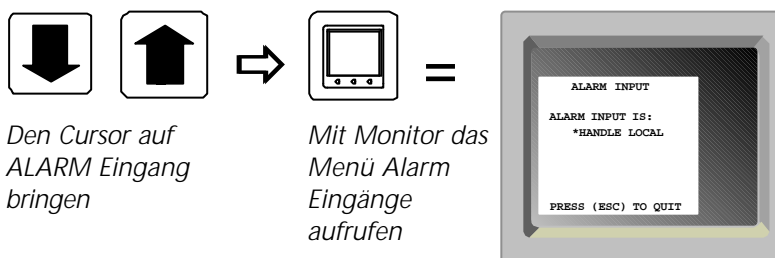 Den Cursor auf
ALARM Eingang
bringen
Mit Monitor das
Menü Alarm
Eingänge
aufrufen
ALARM INPUT
ALARM INPUT IS:
*HANDLE LOCAL
PRESS (ESC) TO QUIT